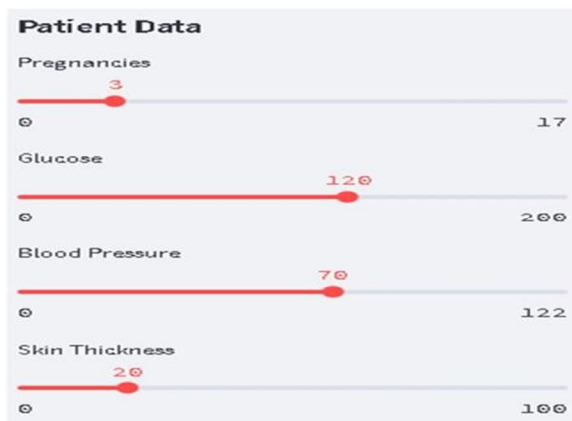 Patient Data
Pregnancies
3
0 17
Glucose
120
0 200
Blood Pressure
70
0 122
Skin Thickness
20
0 100